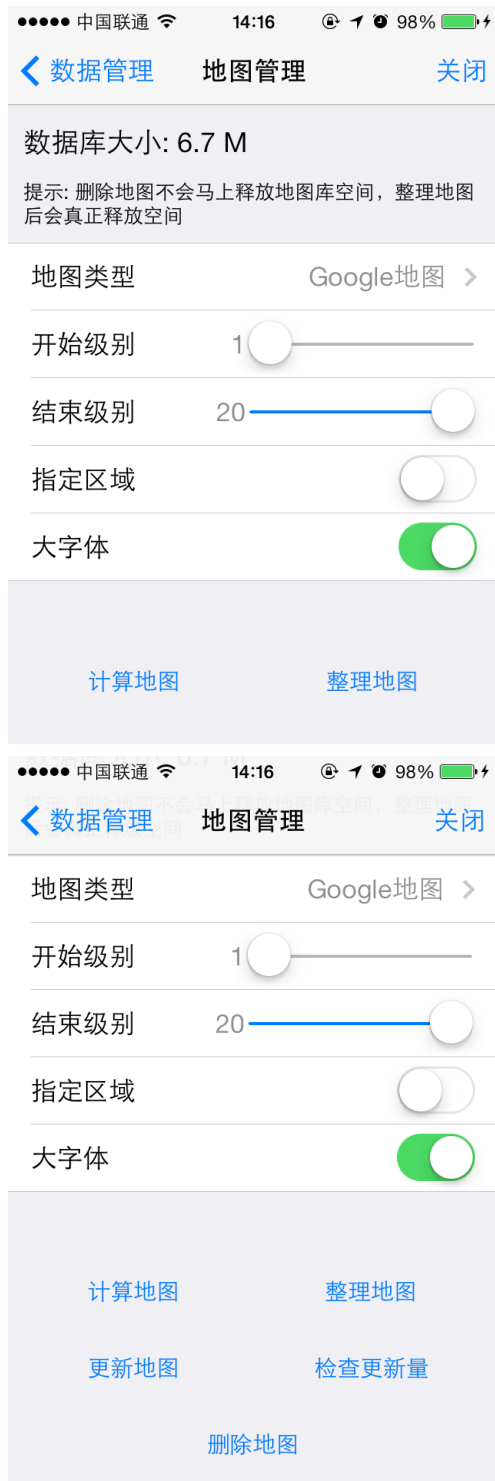 中国联通 14:16 98%
数据管理 地图管理 关闭
数据库大小: 6.7 M
提示: 删除地图不会马上释放地图库空间，整理地图
后会真正释放空间
地图类型 Google地图
开始级别 1
结束级别 20
指定区域
大字体
计算地图 整理地图
中国联通 14:16 98%
数据管理 地图管理 关闭
地图类型 Google地图
开始级别 1
结束级别 20
指定区域
大字体
计算地图 整理地图
更新地图 检查更新量
删除地图